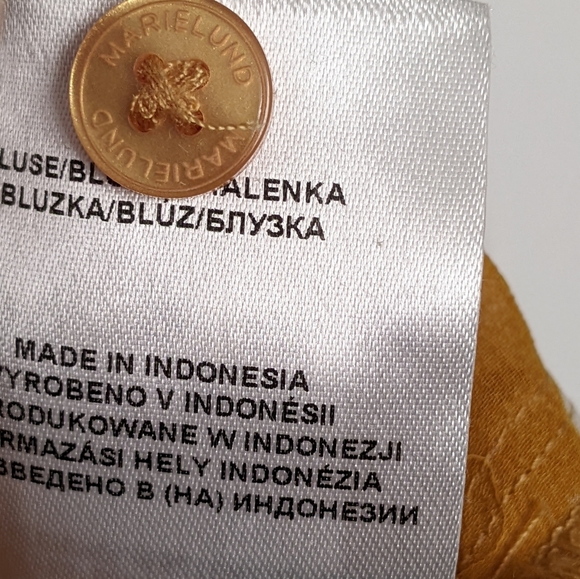 MARIELUND
MARIELUND
LUSE/BL ALENKA
BLUZKA/BLÚZ/БЛУЗКА
MADE IN INDONESIA
YROBENO V INDONÉSII
RODUKOWANE W INDONEZJI
RMAZÁSI HELY INDONÉZIA
ВЕДЕНО В (НА) ИНДОНЕЗИИ